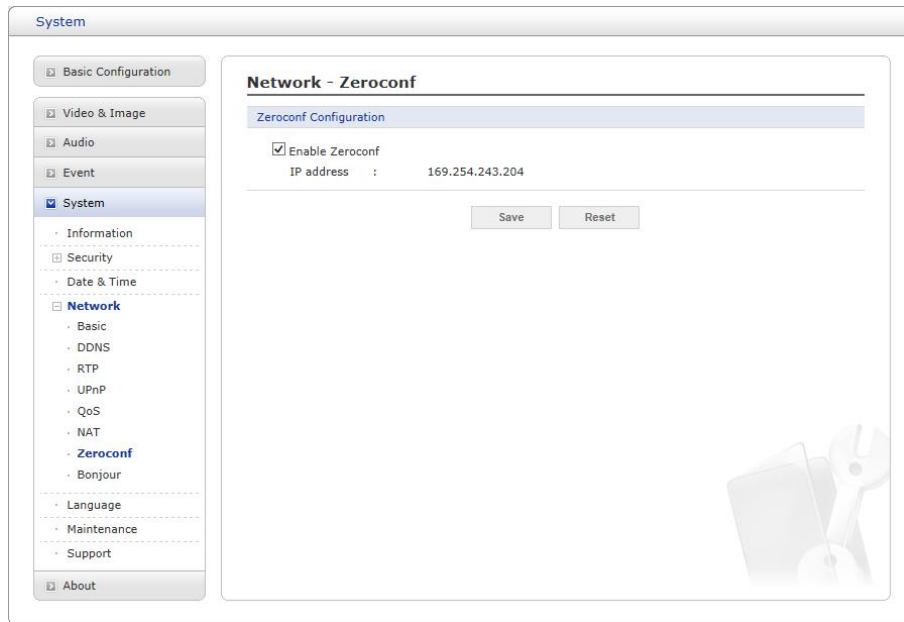 System
Basic Configuration
Video & Image
Audio
Event
System
Information
Security
Date & Time
Network
Basic
DDNS
RTP
UPnP
QoS
NAT
Zeroconf
Bonjour
Language
Maintenance
Support
About
Network - Zeroconf
Zeroconf Configuration
Enable Zeroconf
IP address : 169.254.243.204
Save Reset